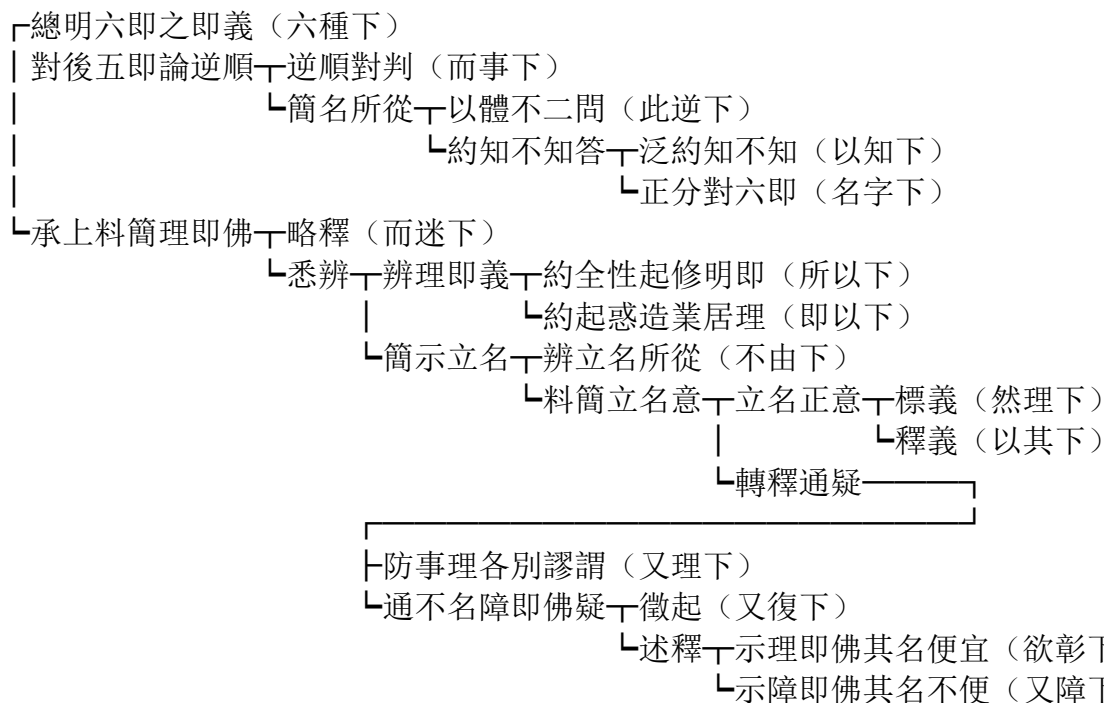 ┏總明六即之即義（六種下）
│對後五即論逆順┳逆順對判（而事下）
│　　　　　　　┗簡名所從┳以體不二問（此逆下）
│　　　　　　　　　　　　┗約知不知答┳泛約知不知（以知下）
│　　　　　　　　　　　　　　　　　　┗正分對六即（名字下）
┗承上料簡理即佛┳略釋（而迷下）
┗悉辨┳辨理即義┳約全性起修明即（所以下）
│　　　　　┗約起惑造業居理（即以下）
┗簡示立名┳辨立名所從（不由下）
┗料簡立名意┳立名正意┳標義（然理下）
│　　　　　┗釋義（以其下）
┗轉釋通疑─────┐
┌───────────────────┘
├防事理各別謬謂（又理下）
┗通不名障即佛疑┳徵起（又復下）
┗述釋┳示理即佛其名便宜（欲彰下
┗示障即佛其名不便（又障下